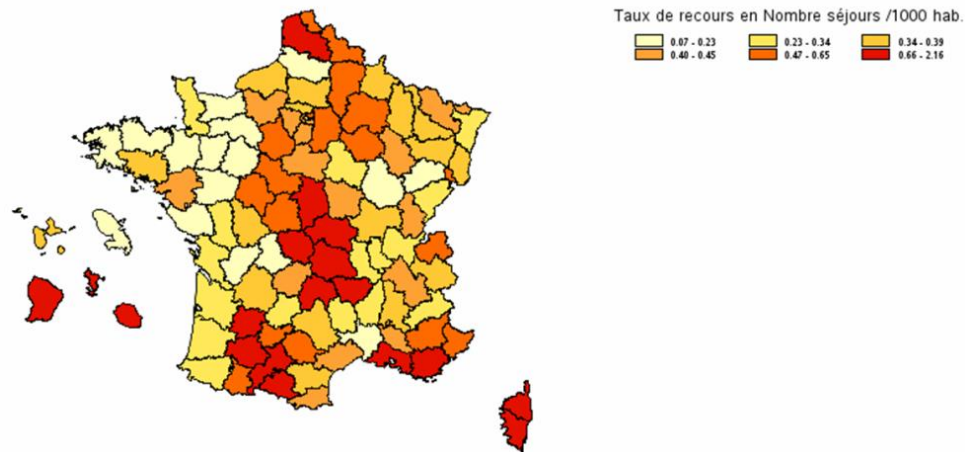 Taux de recours en Nombre séjours /1000 hab.
0.07 - 0.23 0.23 - 0.34 0.34 - 0.39
0.40 - 0.45 0.47 - 0.65 0.66 - 2.16